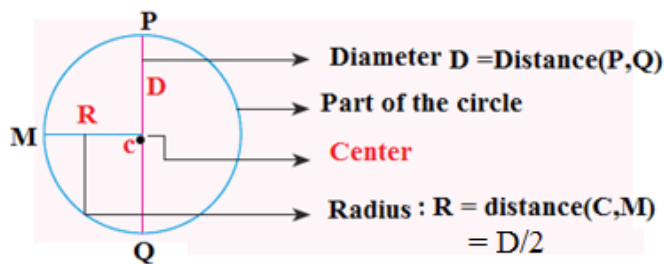 P
Diameter D =Distance(P,Q)
D
Part of the circle
R
M
c
Center
Radius : R = distance(C,M)
= D/2
Q